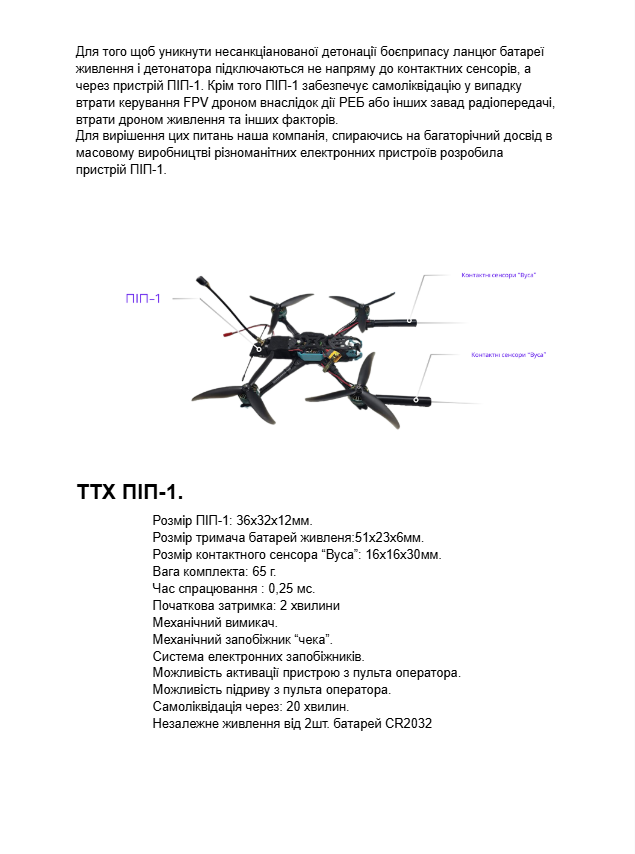 Для того щоб уникнути несанкціанованої детонації боєприпасу ланцюг батареї
живлення і детонатора підключаються не напряму до контактних сенсорів, а
через пристрій ПІП-1. Крім того ПІП-1 забезпечує самоліквідацію у випадку
втрати керування FPV дроном внаслідок дії РЕБ або інших завад радіопередачі,
втрати дроном живлення та інших факторів.
Для вирішення цих питань наша компанія, спираючись на багаторічний досвід в
масовому виробництві різноманітних електронних пристроїв розробила
пристрій ПІП-1.
Контактні сенсори "Вуса"
ПІП-1
Контактні сенсори "Вуса"
ТТХ ПІП-1.
Розмір ПІП-1: 36х32х12мм.
Розмір тримача батарей живленя:51х23х6мм.
Розмір контактного сенсора “Вуса”: 16х16х30мм.
Вага комплекта: 65 г.
Час спрацювання : 0,25 мс.
Початкова затримка: 2 хвилини
Механічний вимикач.
Механічний запобіжник “чека”.
Система електронних запобіжників.
Можливість активації пристрою з пульта оператора.
Можливість підриву з пульта оператора.
Самоліквідація через: 20 хвилин.
Незалежне живлення від 2шт. батарей CR2032